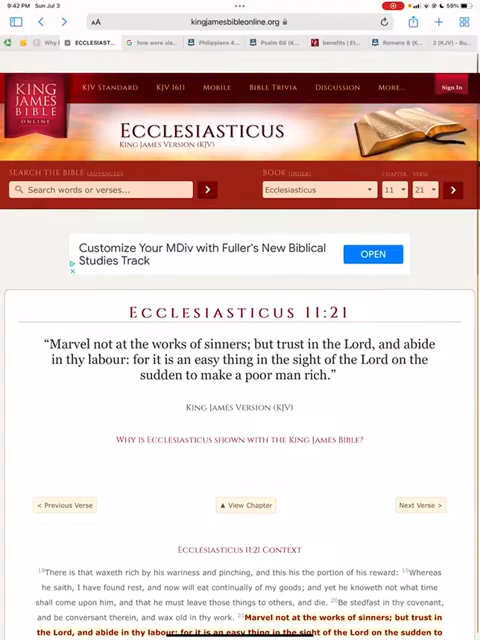 9:42 PM Sun Jul 3
59%
AA
kingjamesbibleonline.org
Why I
ECCLESIAST...
how were sla...
Philippians 4...
Psalm 66 (K...
benefits | Et...
Romans 8 (K...
2 (KJV) - Bu...
KING JAMES BIBLE ONLINE
KJV Standard
KJV 1611
Mobile
Bible Trivia
Discussion
More...
Sign In
Ecclesiasticus
King James Version (KJV)
Search the Bible (Advanced)
Book (Index)
Chapter
Verse
Search words or verses...
Ecclesiasticus
11
21
Customize Your MDiv with Fuller's New Biblical
Studies Track
OPEN
Ecclesiasticus 11:21
“Marvel not at the works of sinners; but trust in the Lord, and abide
in thy labour: for it is an easy thing in the sight of the Lord on the
sudden to make a poor man rich.”
King James Version (KJV)
Why is Ecclesiasticus shown with the King James Bible?
< Previous Verse
▲ View Chapter
Next Verse >
Ecclesiasticus 11:21 Context
18There is that waxeth rich by his wariness and pinching, and this his the portion of his reward: 19Whereas
he saith, I have found rest, and now will eat continually of my goods; and yet he knoweth not what time
shall come upon him, and that he must leave those things to others, and die. 20Be stedfast in thy covenant,
and be conversant therein, and wax old in thy work. 21Marvel not at the works of sinners; but trust in
the Lord, and abide in thy labour: for it is an easy thing in the sight of the Lord on the sudden to